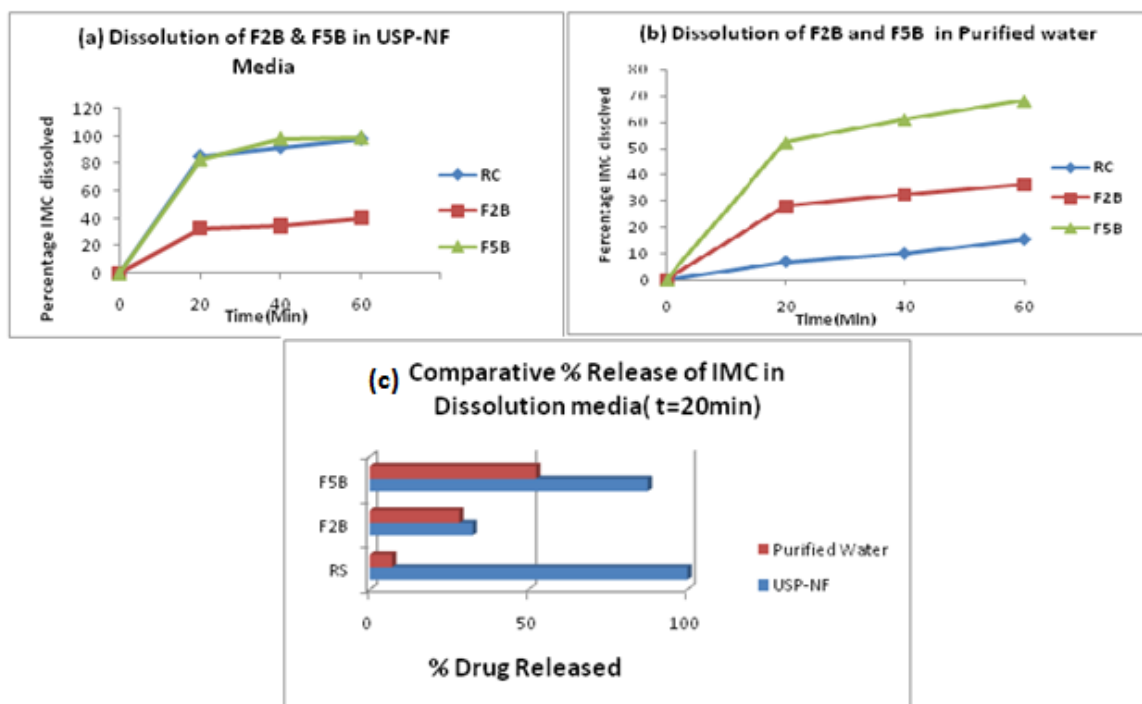 (a) Dissolution of F2B & F5B in USP-NF
Media
Percentage IMC dissolved
120
100
80
60
40
20
0
0 20 40 60
Time(Min)
RC
F2B
F5B
(b) Dissolution of F2B and F5B in Purified water
Percentage IMC dissolved
80
70
60
50
40
30
20
10
0
0 20 40 60
Time(Min)
RC
F2B
F5B
(c) Comparative % Release of IMC in
Dissolution media( t=20min)
F5B
F2B
RS
0 50 100
% Drug Released
Purified Water
USP-NF